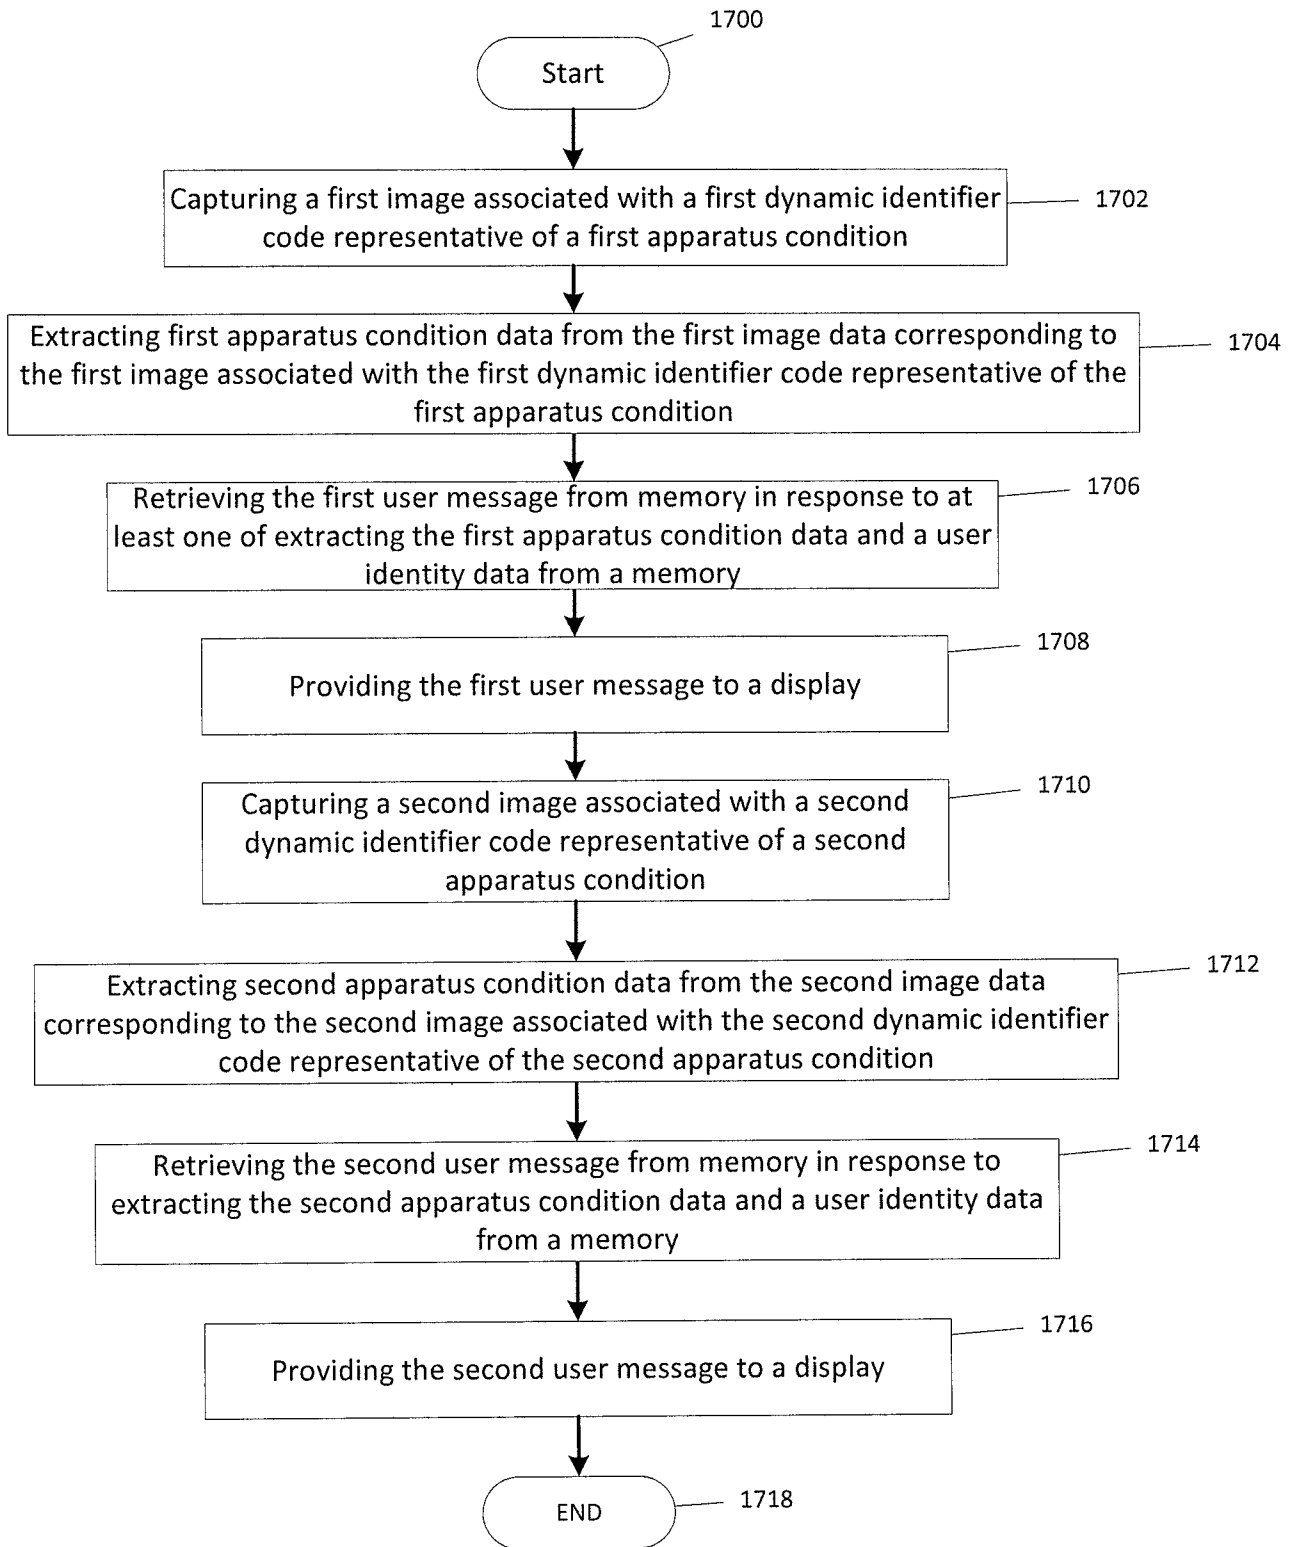 1700
Start
Capturing a first image associated with a first dynamic identifier
code representative of a first apparatus condition
1702
Extracting first apparatus condition data from the first image data corresponding to
the first image associated with the first dynamic identifier code representative of the
first apparatus condition
1704
Retrieving the first user message from memory in response to at
least one of extracting the first apparatus condition data and a user
identity data from a memory
1706
Providing the first user message to a display
1708
Capturing a second image associated with a second
dynamic identifier code representative of a second
apparatus condition
1710
Extracting second apparatus condition data from the second image data
corresponding to the second image associated with the second dynamic identifier
code representative of the second apparatus condition
1712
Retrieving the second user message from memory in response to
extracting the second apparatus condition data and a user identity data
from a memory
1714
Providing the second user message to a display
1716
END
1718